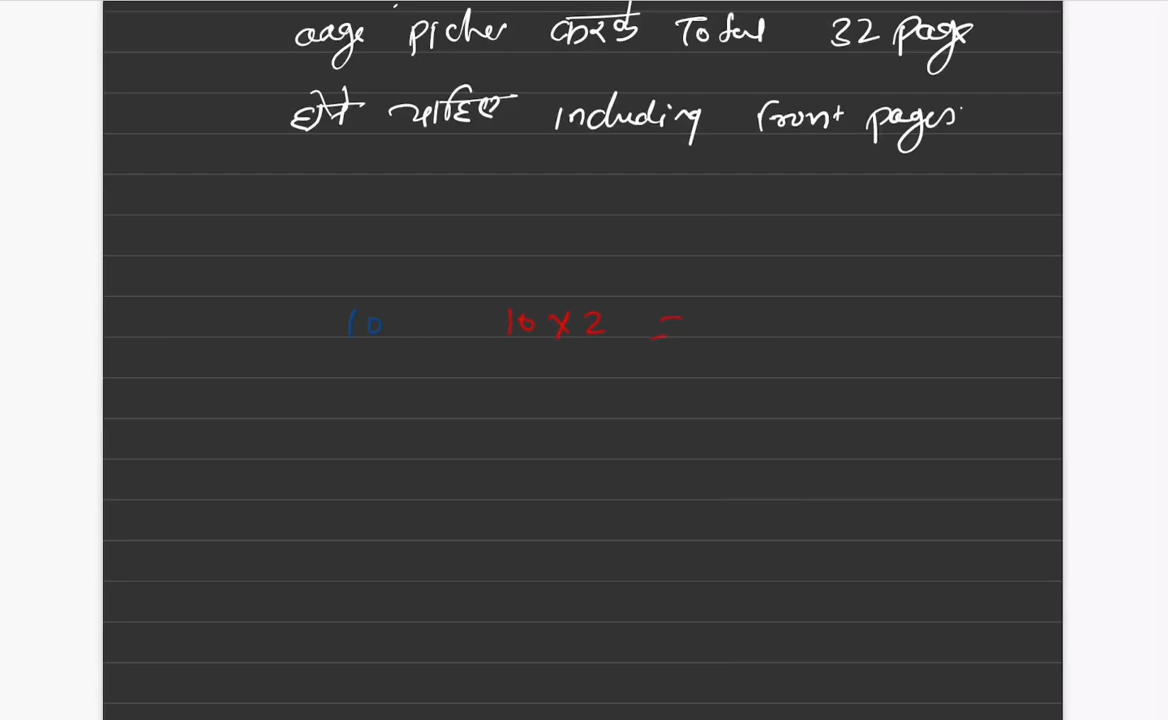 aage picher करके Total 32 page
होने चाहिए including front pages
10 10 x 2 =